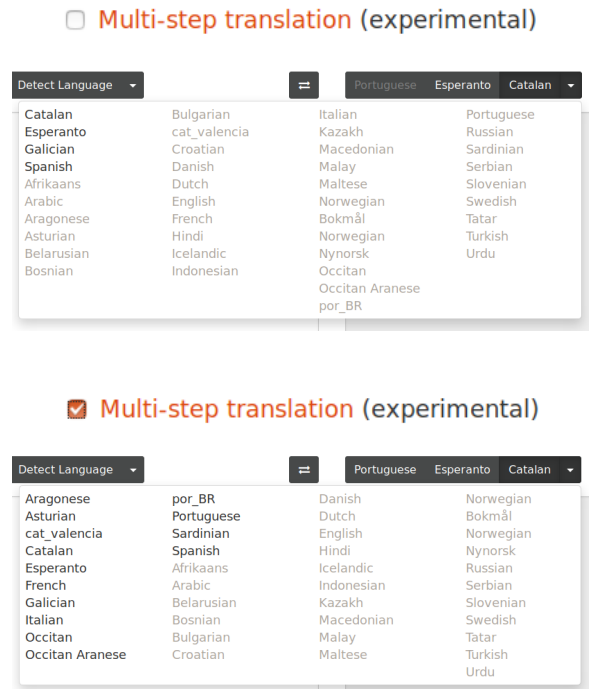 Multi-step translation (experimental)
Detect Language
Portuguese Esperanto Catalan
Catalan
Esperanto
Galician
Spanish
Afrikaans
Arabic
Aragonese
Asturian
Belarusian
Bosnian
Bulgarian
cat_valencia
Croatian
Danish
Dutch
English
French
Hindi
Icelandic
Indonesian
Italian
Kazakh
Macedonian
Malay
Maltese
Norwegian
Bokmål
Norwegian
Nynorsk
Occitan
Occitan Aranese
por_BR
Portuguese
Russian
Sardinian
Serbian
Slovenian
Swedish
Tatar
Turkish
Urdu
Multi-step translation (experimental)
Detect Language
Portuguese Esperanto Catalan
Aragonese
Asturian
cat_valencia
Catalan
Esperanto
French
Galician
Italian
Occitan
Occitan Aranese
por_BR
Portuguese
Sardinian
Spanish
Afrikaans
Arabic
Belarusian
Bosnian
Bulgarian
Croatian
Danish
Dutch
English
Hindi
Icelandic
Indonesian
Kazakh
Macedonian
Malay
Maltese
Norwegian
Bokmål
Norwegian
Nynorsk
Russian
Serbian
Slovenian
Swedish
Tatar
Turkish
Urdu